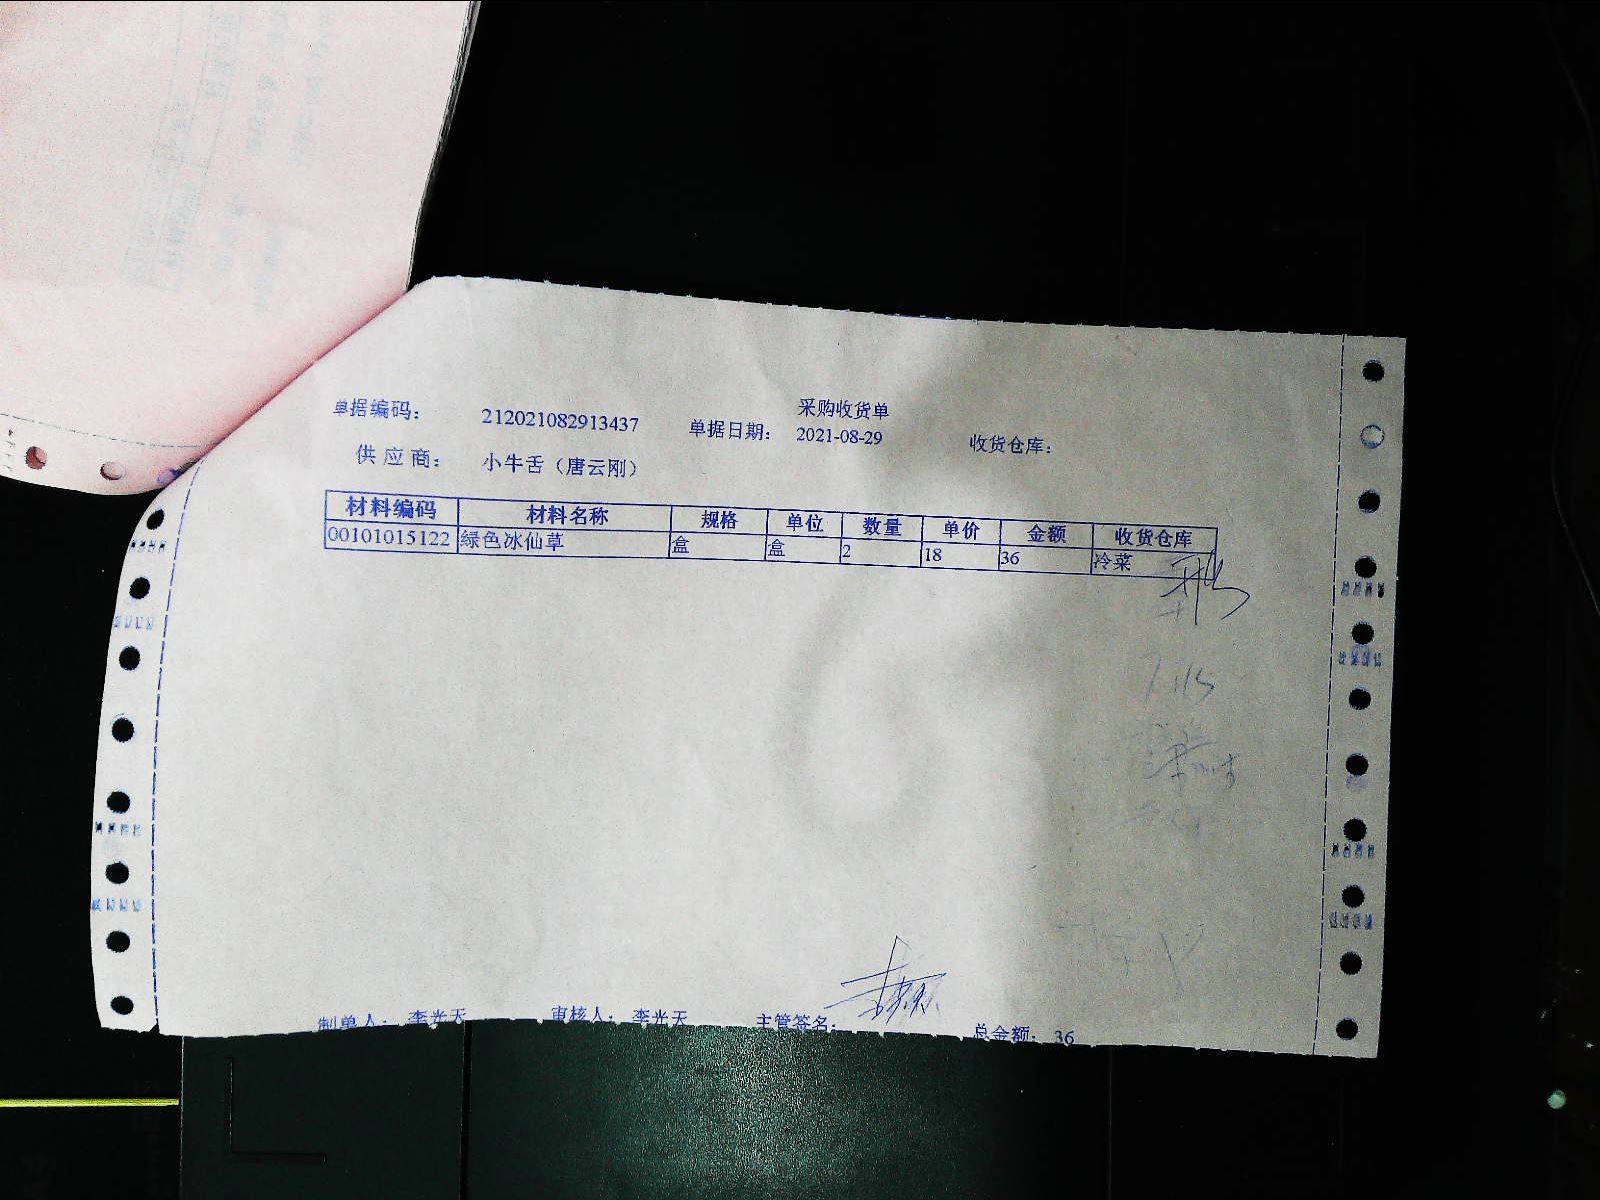 采购收货单
单据编码： 212021082913437 单据日期： 2021-08-29 收货仓库：
供应商： 小牛舌（唐云刚）
材料编码 材料名称 规格 单位 数量 单价 金额 收货仓库
00101015122 绿色冰仙草 盒 盒 2 18 36 冷菜
制单人： 李光天 审核人： 李光天 主管签名： 总金额： 36